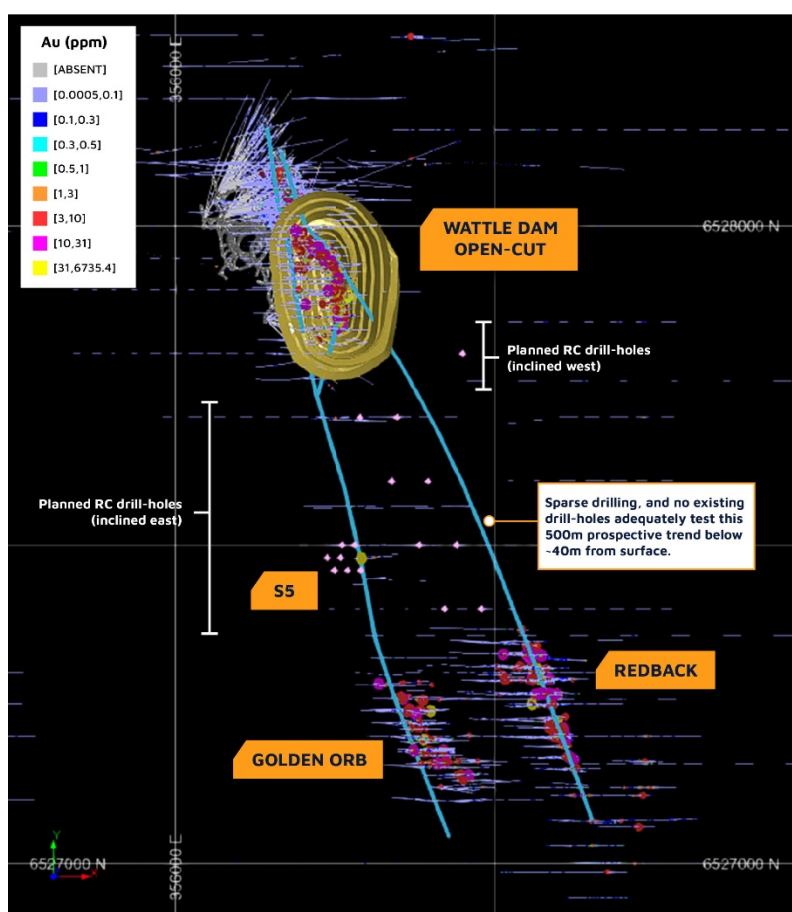 Au (ppm)
[ABSENT]
[0.0005,0.1]
[0.1,0.3]
[0.3,0.5]
[0.5,1]
[1,3]
[3,10]
[10,31]
[31,6735.4]
356000 E
6528000 N
WATTLE DAM
OPEN-CUT
Planned RC drill-holes
(inclined west)
Planned RC drill-holes
(inclined east)
Sparse drilling, and no existing
drill-holes adequately test this
500m prospective trend below
~40m from surface.
S5
REDBACK
GOLDEN ORB
Y
X
6527000 N
356000 E
6527000 N